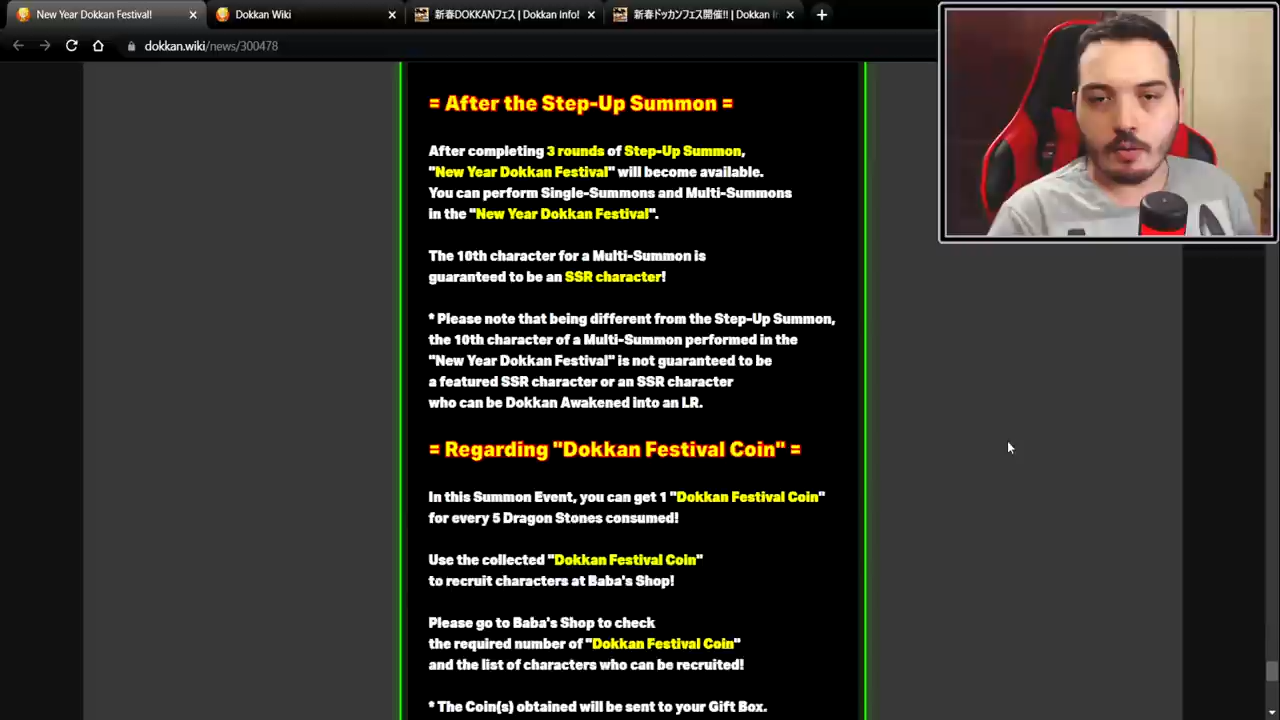 New Year Dokkan Festival!
Dokkan Wiki
新春DOKKANフェス | Dokkan Info!
新春ドッカンフェス開催!! | Dokkan In
dokkan.wiki/news/300478
= After the Step-Up Summon =
After completing 3 rounds of Step-Up Summon,
"New Year Dokkan Festival" will become available.
You can perform Single-Summons and Multi-Summons
in the "New Year Dokkan Festival".
The 10th character for a Multi-Summon is
guaranteed to be an SSR character!
* Please note that being different from the Step-Up Summon,
the 10th character of a Multi-Summon performed in the
"New Year Dokkan Festival" is not guaranteed to be
a featured SSR character or an SSR character
who can be Dokkan Awakened into an LR.
= Regarding "Dokkan Festival Coin" =
In this Summon Event, you can get 1 "Dokkan Festival Coin"
for every 5 Dragon Stones consumed!
Use the collected "Dokkan Festival Coin"
to recruit characters at Baba's Shop!
Please go to Baba's Shop to check
the required number of "Dokkan Festival Coin"
and the list of characters who can be recruited!
* The Coin(s) obtained will be sent to your Gift Box.